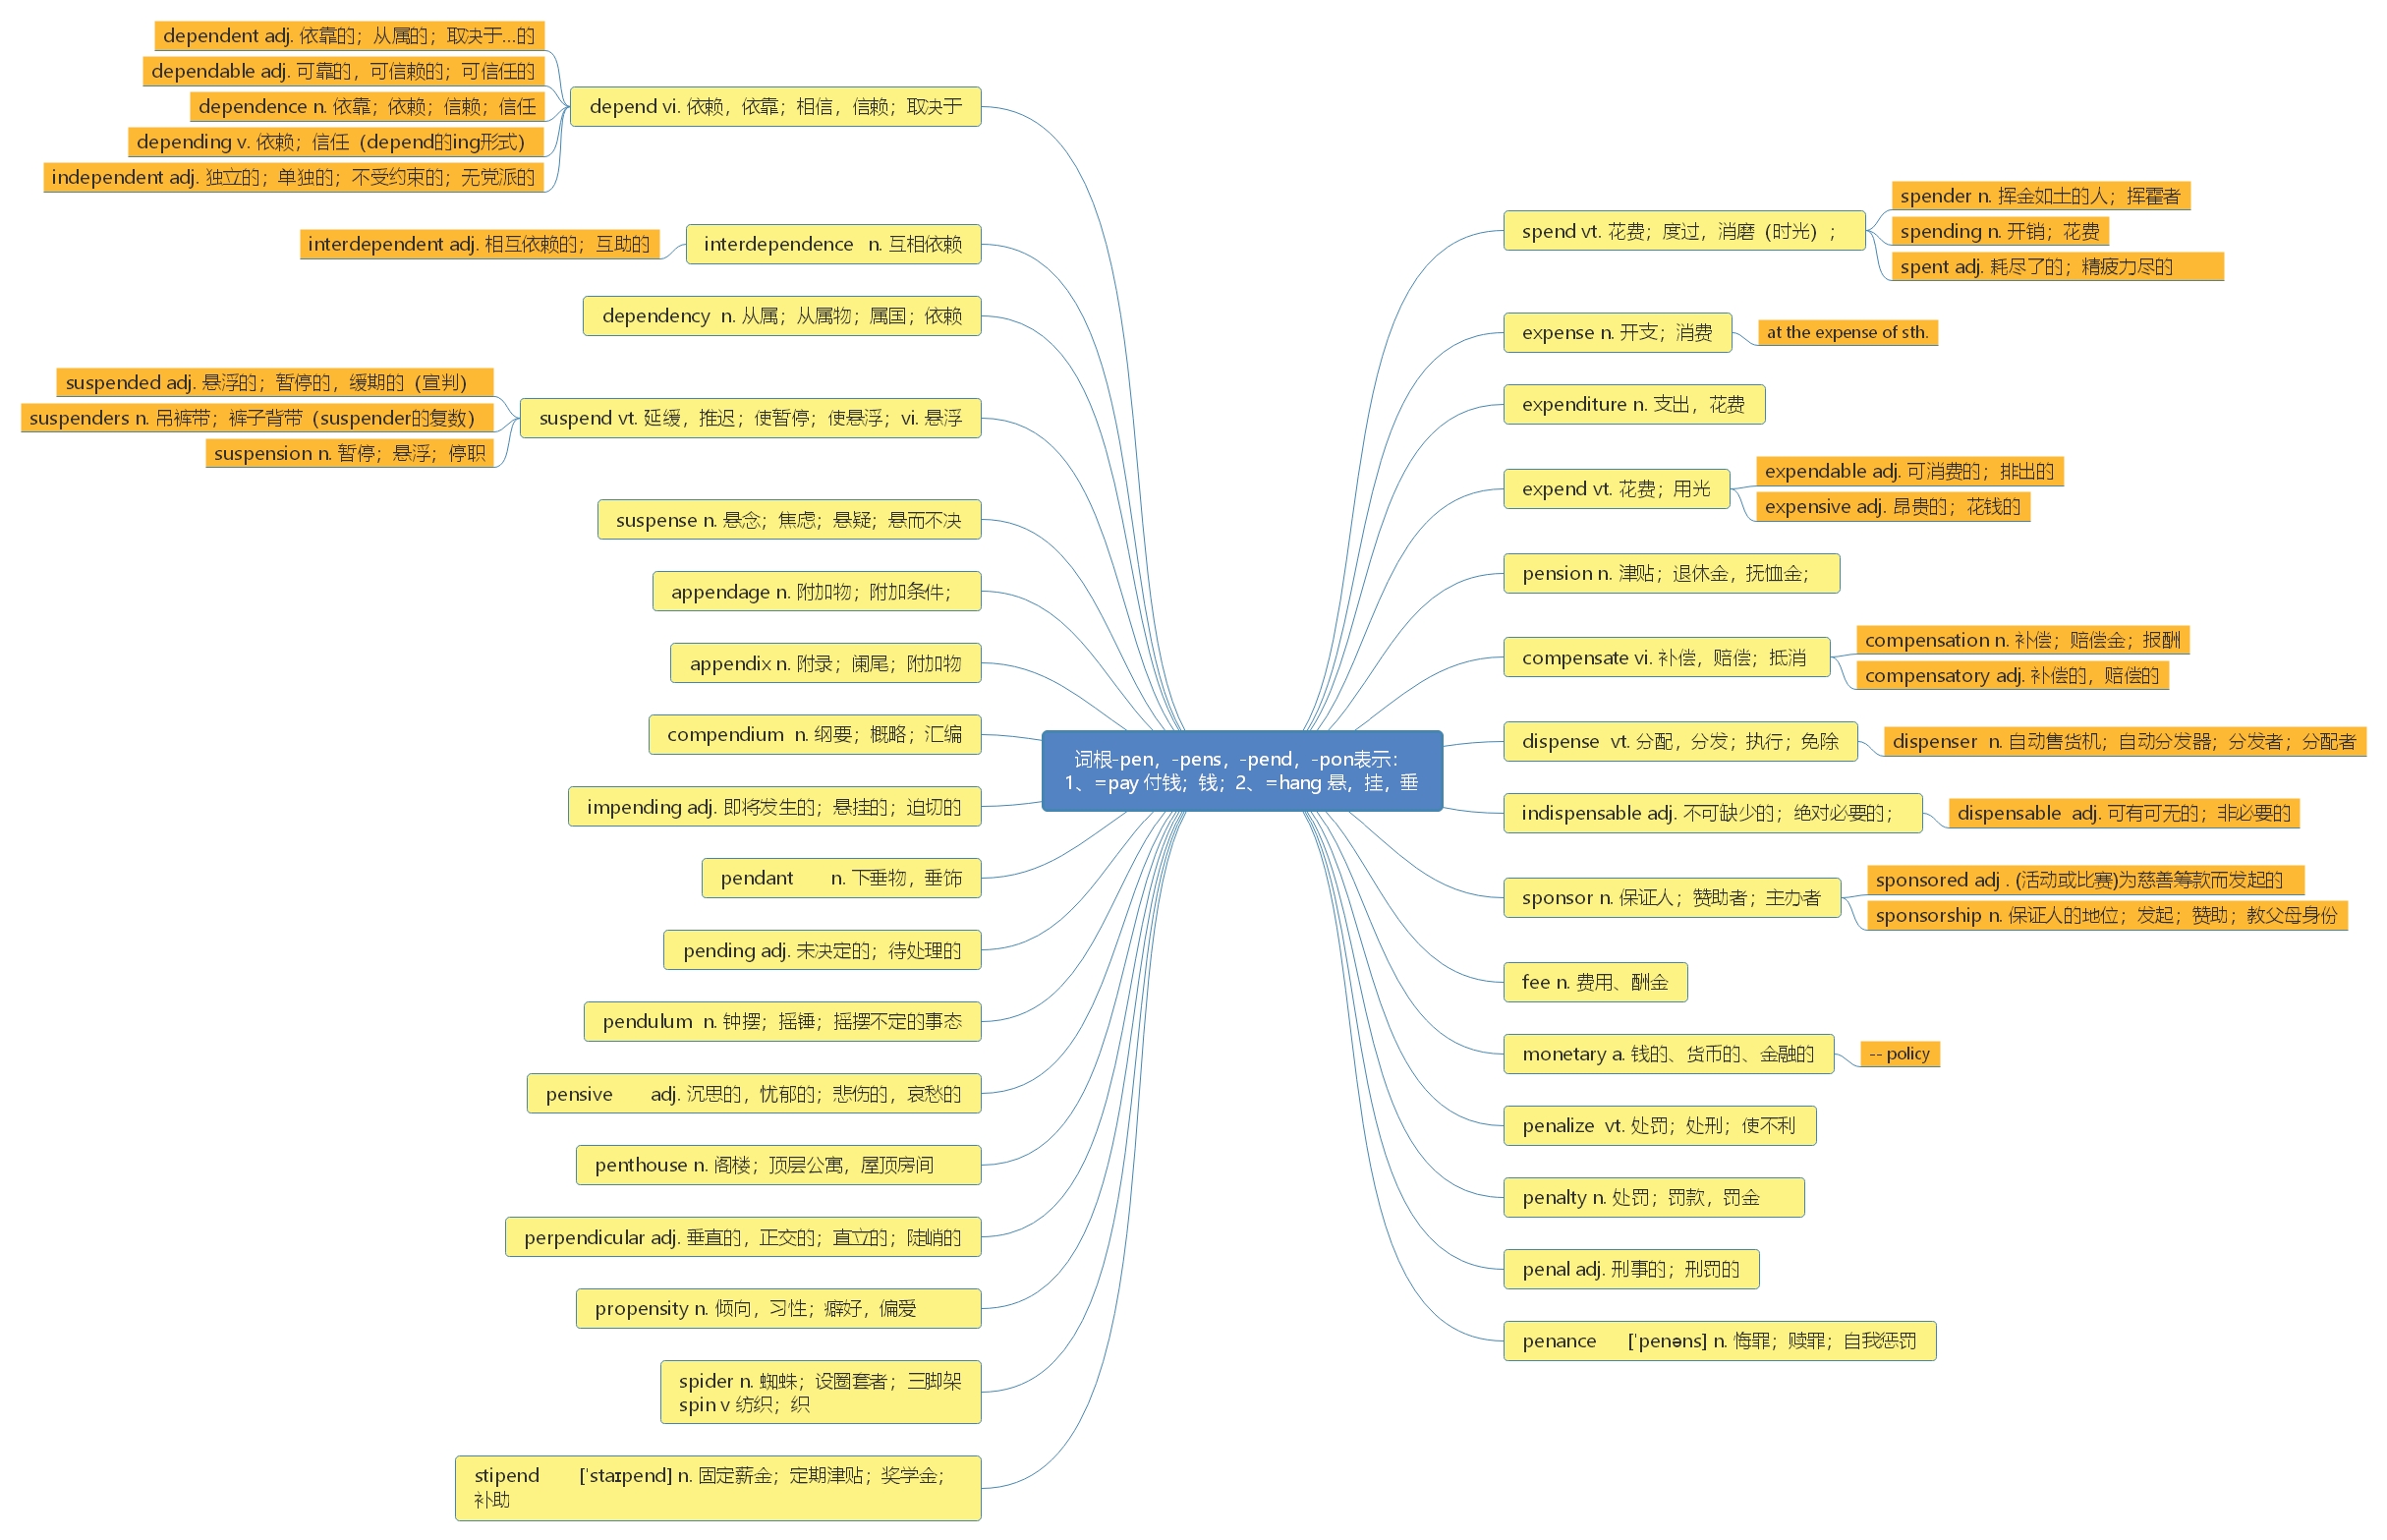 词根-pen，-pens，-pend，-pon表示：
1、=pay 付钱；钱；2、=hang 悬，挂，垂
spend vt. 花费；度过，消磨（时光）；
spender n. 挥金如土的人；挥霍者
spending n. 开销；花费
spent adj. 耗尽了的；精疲力尽的
expense n. 开支；消费
at the expense of sth.
expenditure n. 支出，花费
expend vt. 花费；用光
expendable adj. 可消费的；排出的
expensive adj. 昂贵的；花钱的
pension n. 津贴；退休金，抚恤金；
compensate vi. 补偿，赔偿；抵消
compensation n. 补偿；赔偿金；报酬
compensatory adj. 补偿的，赔偿的
dispense vt. 分配，分发；执行；免除
dispenser n. 自动售货机；自动分发器；分发者；分配者
indispensable adj. 不可缺少的；绝对必要的；
dispensable adj. 可有可无的；非必要的
sponsor n. 保证人；赞助者；主办者
sponsored adj . (活动或比赛)为慈善筹款而发起的
sponsorship n. 保证人的地位；发起；赞助；教父母身份
fee n. 费用、酬金
monetary a. 钱的、货币的、金融的
-- policy
penalize vt. 处罚；处刑；使不利
penalty n. 处罚；罚款，罚金
penal adj. 刑事的；刑罚的
penance ['penəns] n. 悔罪；赎罪；自我惩罚
depend vi. 依赖，依靠；相信，信赖；取决于
dependent adj. 依靠的；从属的；取决于...的
dependable adj. 可靠的，可信赖的；可信任的
dependence n. 依靠；依赖；信赖；信任
depending v. 依赖；信任（depend的ing形式）
independent adj. 独立的；单独的；不受约束的；无党派的
interdependence n. 互相依赖
interdependent adj. 相互依赖的；互助的
dependency n. 从属；从属物；属国；依赖
suspend vt. 延缓，推迟；使暂停；使悬浮；vi. 悬浮
suspended adj. 悬浮的；暂停的，缓期的（宣判）
suspenders n. 吊裤带；裤子背带（suspender的复数）
suspension n. 暂停；悬浮；停职
suspense n. 悬念；焦虑；悬疑；悬而不决
appendage n. 附加物；附加条件；
appendix n. 附录；阑尾；附加物
compendium n. 纲要；概略；汇编
impending adj. 即将发生的；悬挂的；迫切的
pendant n. 下垂物，垂饰
pending adj. 未决定的；待处理的
pendulum n. 钟摆；摇锤；摇摆不定的事态
pensive adj. 沉思的，忧郁的；悲伤的，哀愁的
penthouse n. 阁楼；顶层公寓，屋顶房间
perpendicular adj. 垂直的，正交的；直立的；陡峭的
propensity n. 倾向，习性；癖好，偏爱
spider n. 蜘蛛；设圈套者；三脚架
spin v 纺织；织
stipend ['staɪpend] n. 固定薪金；定期津贴；奖学金；
补助